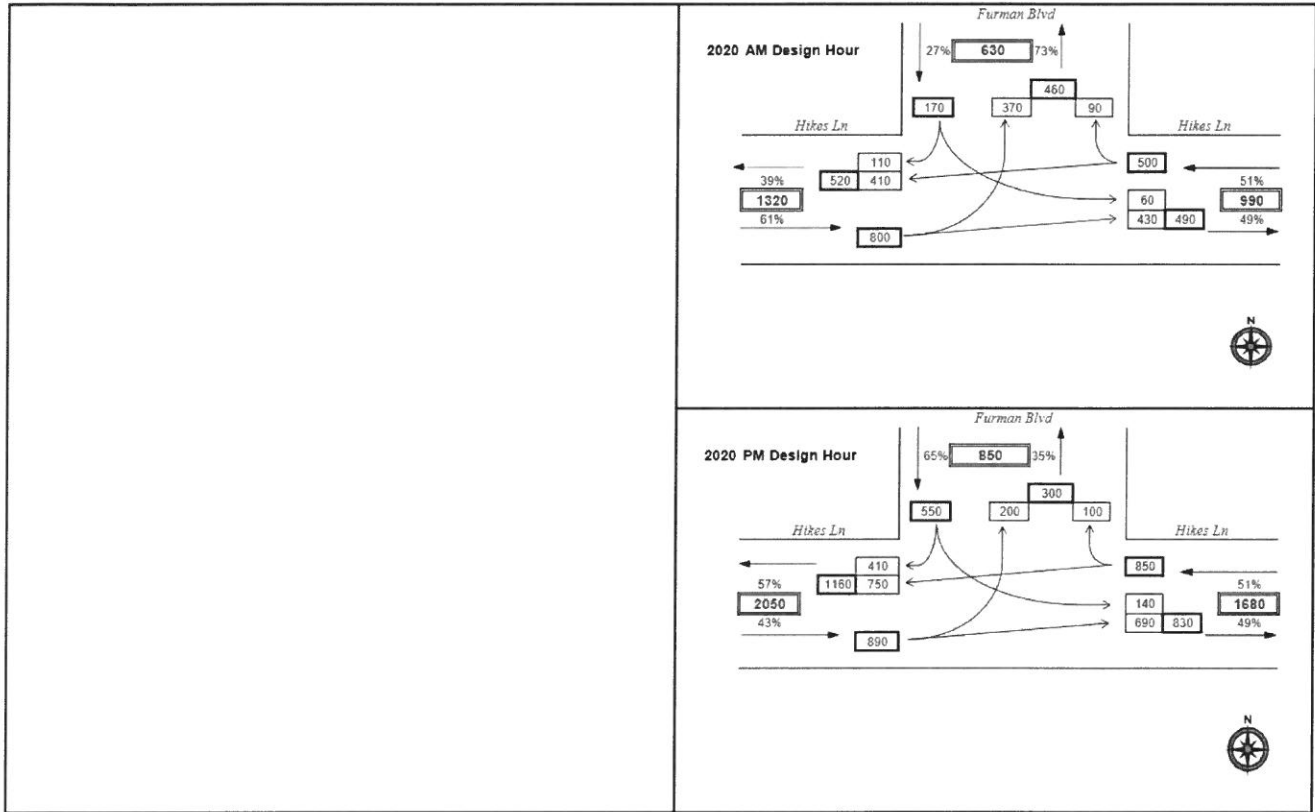 Furman Blvd
2020 AM Design Hour
27% 630 73%
460
170 370 90
Hikes Ln Hikes Ln
110 500
39% 520 410 51%
1320 60 990
61% 430 490 49%
800
N
Furman Blvd
2020 PM Design Hour
65% 850 35%
300
550 200 100
Hikes Ln Hikes Ln
410 850
57% 1160 750 51%
2050 140 1680
43% 690 830 49%
890
N